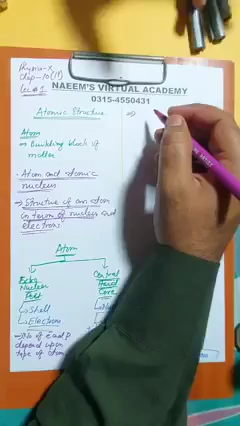 Physics-X
Chp-10(11)
Lec#1
NAEEM'S VIRTUAL ACADEMY
0315-4550431
Atomic Structure
Atom
⇒ Building block of
matter
• Atom and atomic
nucleus
⇒ Structure of an atom
in term of nucleus and
electrons
Atom
Extra
Nuclear
Part
↳ Shell
↳ Electrons
Central
Hard
Core
⇒ No of e and p
depend upon
type of atom